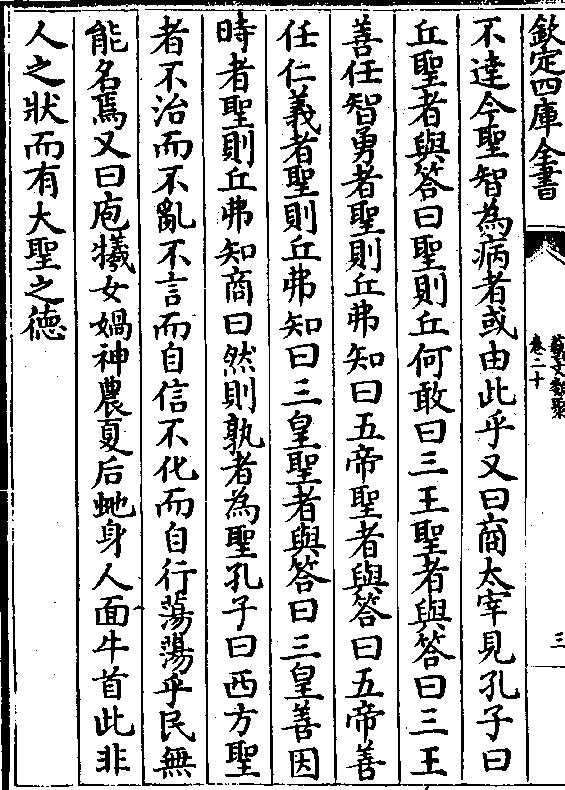 欽定四庫全書
藝文類聚
卷二十
三
不達今聖智為病者或由此乎又曰商太宰見孔子曰
丘聖者與答曰聖則丘何敢曰三王聖者與答曰三王
善任智勇者聖則丘弗知曰五帝聖者與答曰五帝善
任仁義者聖則丘弗知曰三皇聖者與答曰三皇善因
時者聖則丘弗知商曰然則孰者為聖孔子曰西方聖
者不治而不亂不言而自信不化而自行蕩蕩乎民無
能名焉又曰庖犧女媧神農夏后虵身人面牛首此非
人之狀而有大聖之德